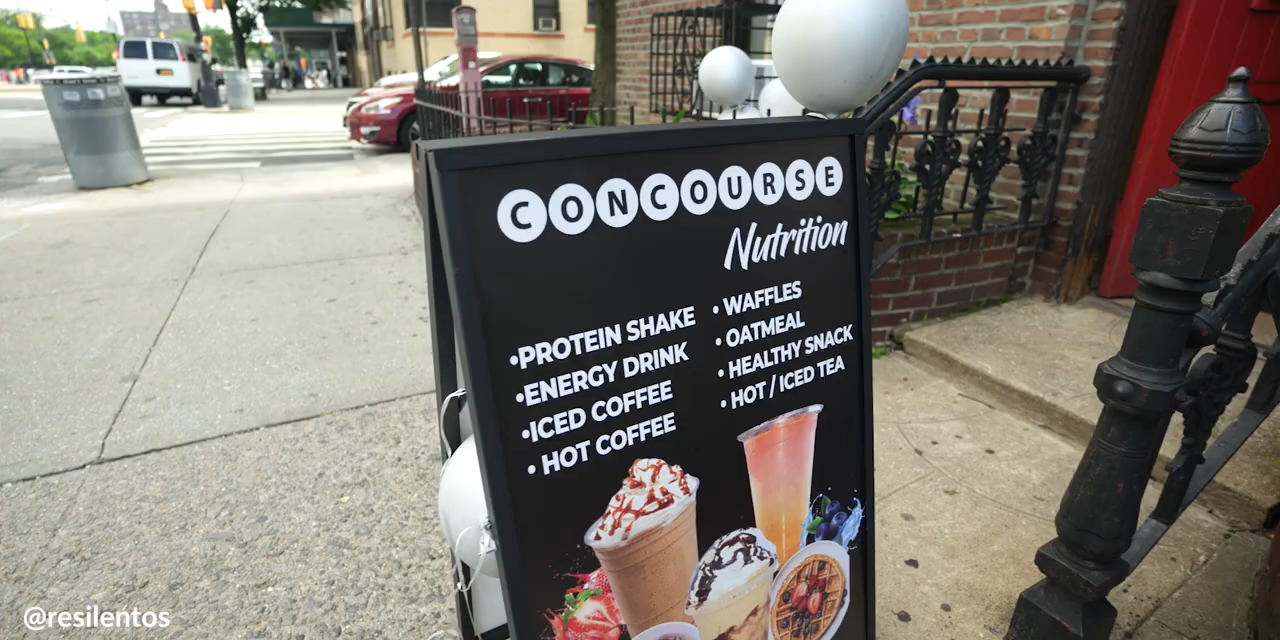 CONCOURSE
Nutrition
•PROTEIN SHAKE
•ENERGY DRINK
•ICED COFFEE
• HOT COFFEE
• WAFFLES
• OATMEAL
• HEALTHY SNACK
• HOT / ICED TEA
@resilentos